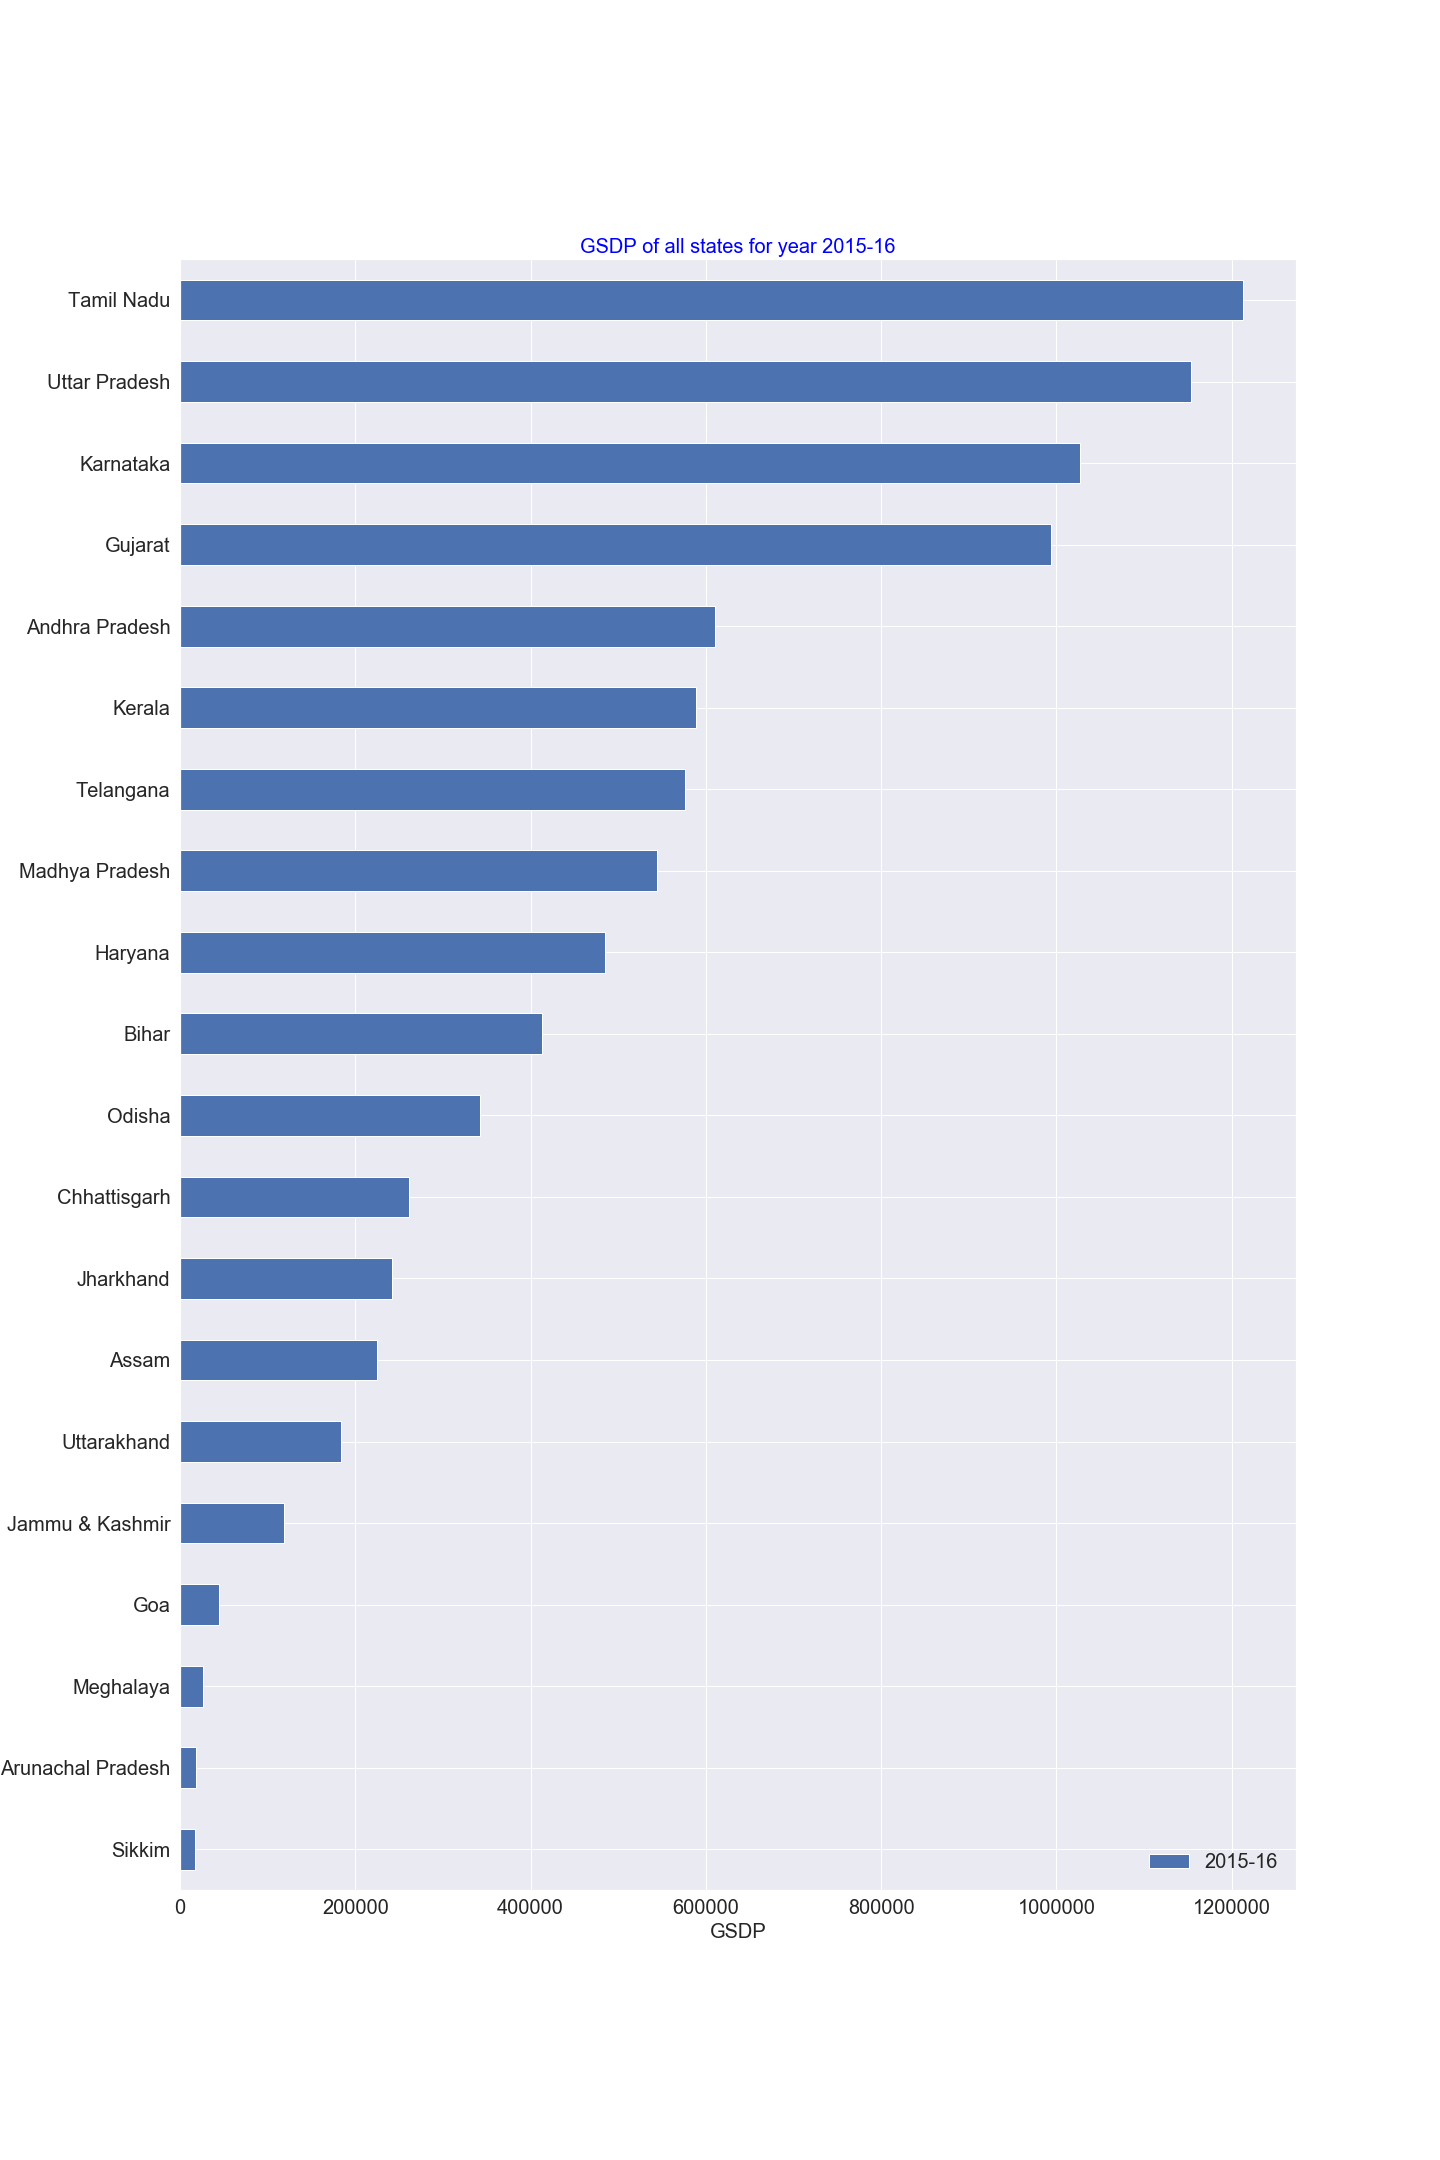 GSDP of all states for year 2015-16
Tamil Nadu
Uttar Pradesh
Karnataka
Gujarat
Andhra Pradesh
Kerala
Telangana
Madhya Pradesh
Haryana
Bihar
Odisha
Chhattisgarh
Jharkhand
Assam
Uttarakhand
Jammu & Kashmir
Goa
Meghalaya
Arunachal Pradesh
Sikkim
2015-16
0 200000 400000 600000 800000 1000000 1200000
GSDP